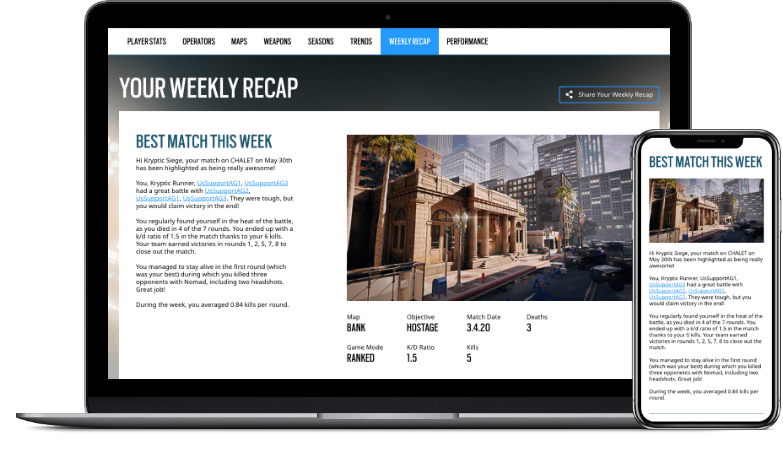 PLAYER STATS OPERATORS MAPS WEAPONS SEASONS TRENDS WEEKLY RECAP PERFORMANCE
YOUR WEEKLY RECAP
Share Your Weekly Recap
BEST MATCH THIS WEEK
Hi Kryptic Siege, your match on CHALET on May 30th
has been highlighted as being really awesome!
You, Kryptic Runner, UsSupportAG1, UsSupportAG3
had a great battle with UsSupportAG2,
UsSupportAG1, UsSupportAG3. They were tough, but
you would claim victory in the end!
You regularly found yourself in the heat of the battle,
as you died in 4 of the 7 rounds. You ended up with a
k/d ratio of 1.5 in the match thanks to your 6 kills.
Your team earned victories in rounds 1, 2, 5, 7, 8 to
close out the match.
You managed to stay alive in the first round (which
was your best) during which you killed three
opponents with Nomad, including two headshots.
Great job!
During the week, you averaged 0.84 kills per round.
Map Objective Match Date Deaths
BANK HOSTAGE 3.4.20 3
Game Mode K/D Ratio Kills
RANKED 1.5 5
BEST MATCH THIS WEEK
Hi Kryptic Siege, your match on CHALET on
May 30th has been highlighted as being really
awesome!
You, Kryptic Runner, UsSupportAG1,
UsSupportAG3 had a great battle with
UsSupportAG2, UsSupportAG1,
UsSupportAG3. They were tough, but you
would claim victory in the end!
You regularly found yourself in the heat of the
battle, as you died in 4 of the 7 rounds. You
ended up with a k/d ratio of 1.5 in the match
thanks to your 6 kills. Your team earned
victories in rounds 1, 2, 5, 7, 8 to close out the
match.
You managed to stay alive in the first round
(which was your best) during which you killed
three opponents with Nomad, including two
headshots. Great job!
During the week, you averaged 0.84 kills per
round.